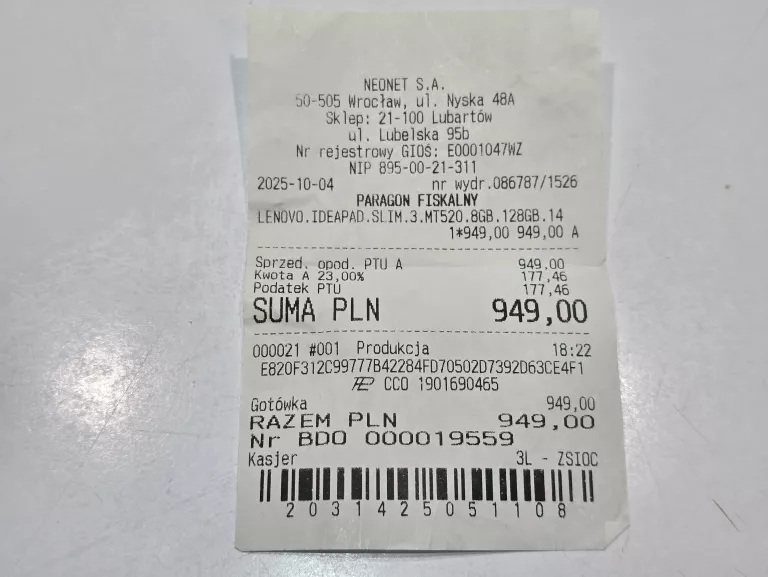 NEONET S.A.
50-505 Wrocław, ul. Nyska 48A
Sklep: 21-100 Lubartów
ul. Lubelska 95b
Nr rejestrowy GIOŚ: E0001047WZ
NIP 895-00-21-311
2025-10-04 nr wydr.086787/1526
PARAGON FISKALNY
LENOVO.IDEAPAD.SLIM.3.MT520.8GB.128GB.14
1*949,00 949,00 A
Sprzed. opod. PTU A 949,00
Kwota A 23,00% 177,46
Podatek PTU 177,46
SUMA PLN 949,00
000021 #001 Produkcja 18:22
E820F312C99777B42284FD70502D7392D63CE4F1
CCO 1901690465
Gotówka 949,00
RAZEM PLN 949,00
Nr BDO 000019559
Kasjer 3L - ZSIOC
2031425051108